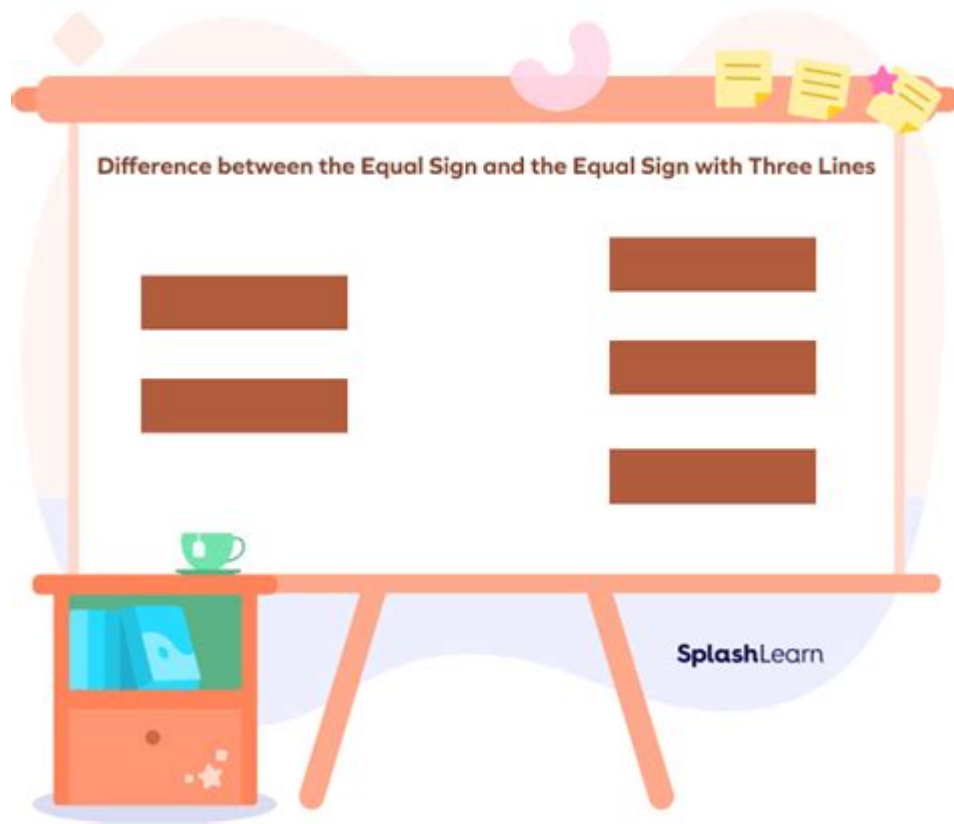 Difference between the Equal Sign and the Equal Sign with Three Lines
SplashLearn